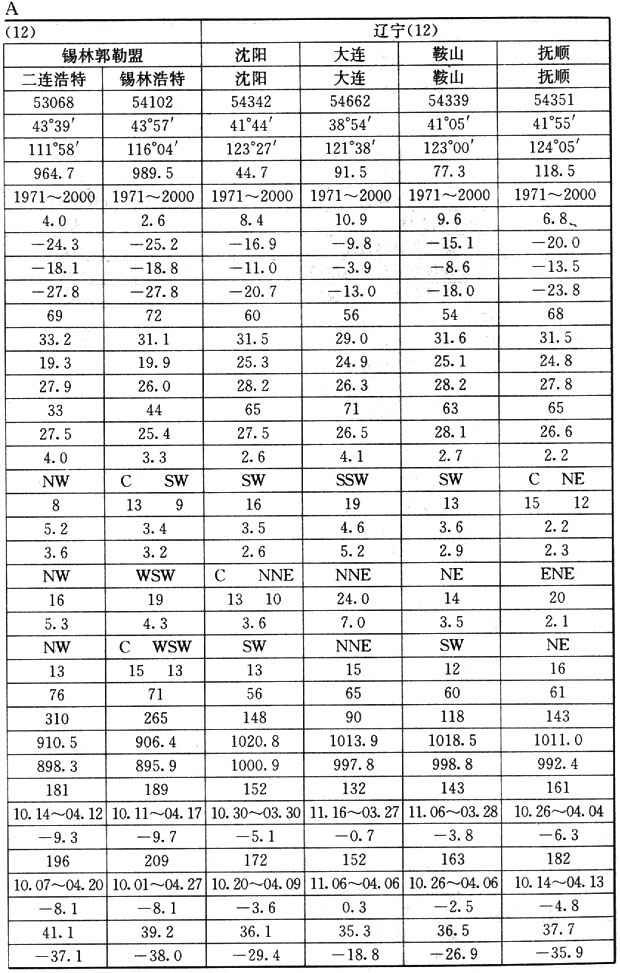 A
(12) 辽宁(12)
锡林郭勒盟 沈阳 大连 鞍山 抚顺
二连浩特 锡林浩特 沈阳 大连 鞍山 抚顺
53068 54102 54342 54662 54339 54351
43°39′ 43°57′ 41°44′ 38°54′ 41°05′ 41°55′
111°58′ 116°04′ 123°27′ 121°38′ 123°00′ 124°05′
964.7 989.5 44.7 91.5 77.3 118.5
1971～2000 1971～2000 1971～2000 1971～2000 1971～2000 1971～2000
4.0 2.6 8.4 10.9 9.6 6.8
−24.3 −25.2 −16.9 −9.8 −15.1 −20.0
−18.1 −18.8 −11.0 −3.9 −8.6 −13.5
−27.8 −27.8 −20.7 −13.0 −18.0 −23.8
69 72 60 56 54 68
33.2 31.1 31.5 29.0 31.6 31.5
19.3 19.9 25.3 24.9 25.1 24.8
27.9 26.0 28.2 26.3 28.2 27.8
33 44 65 71 63 65
27.5 25.4 27.5 26.5 28.1 26.6
4.0 3.3 2.6 4.1 2.7 2.2
NW C SW SW SSW SW C NE
8 13 9 16 19 13 15 12
5.2 3.4 3.5 4.6 3.6 2.2
3.6 3.2 2.6 5.2 2.9 2.3
NW WSW C NNE NNE NE ENE
16 19 13 10 24.0 14 20
5.3 4.3 3.6 7.0 3.5 2.1
NW C WSW SW NNE SW NE
13 15 13 13 15 12 16
76 71 56 65 60 61
310 265 148 90 118 143
910.5 906.4 1020.8 1013.9 1018.5 1011.0
898.3 895.9 1000.9 997.8 998.8 992.4
181 189 152 132 143 161
10.14～04.12 10.11～04.17 10.30～03.30 11.16～03.27 11.06～03.28 10.26～04.04
−9.3 −9.7 −5.1 −0.7 −3.8 −6.3
196 209 172 152 163 182
10.07～04.20 10.01～04.27 10.20～04.09 11.06～04.06 10.26～04.06 10.14～04.13
−8.1 −8.1 −3.6 0.3 −2.5 −4.8
41.1 39.2 36.1 35.3 36.5 37.7
−37.1 −38.0 −29.4 −18.8 −26.9 −35.9